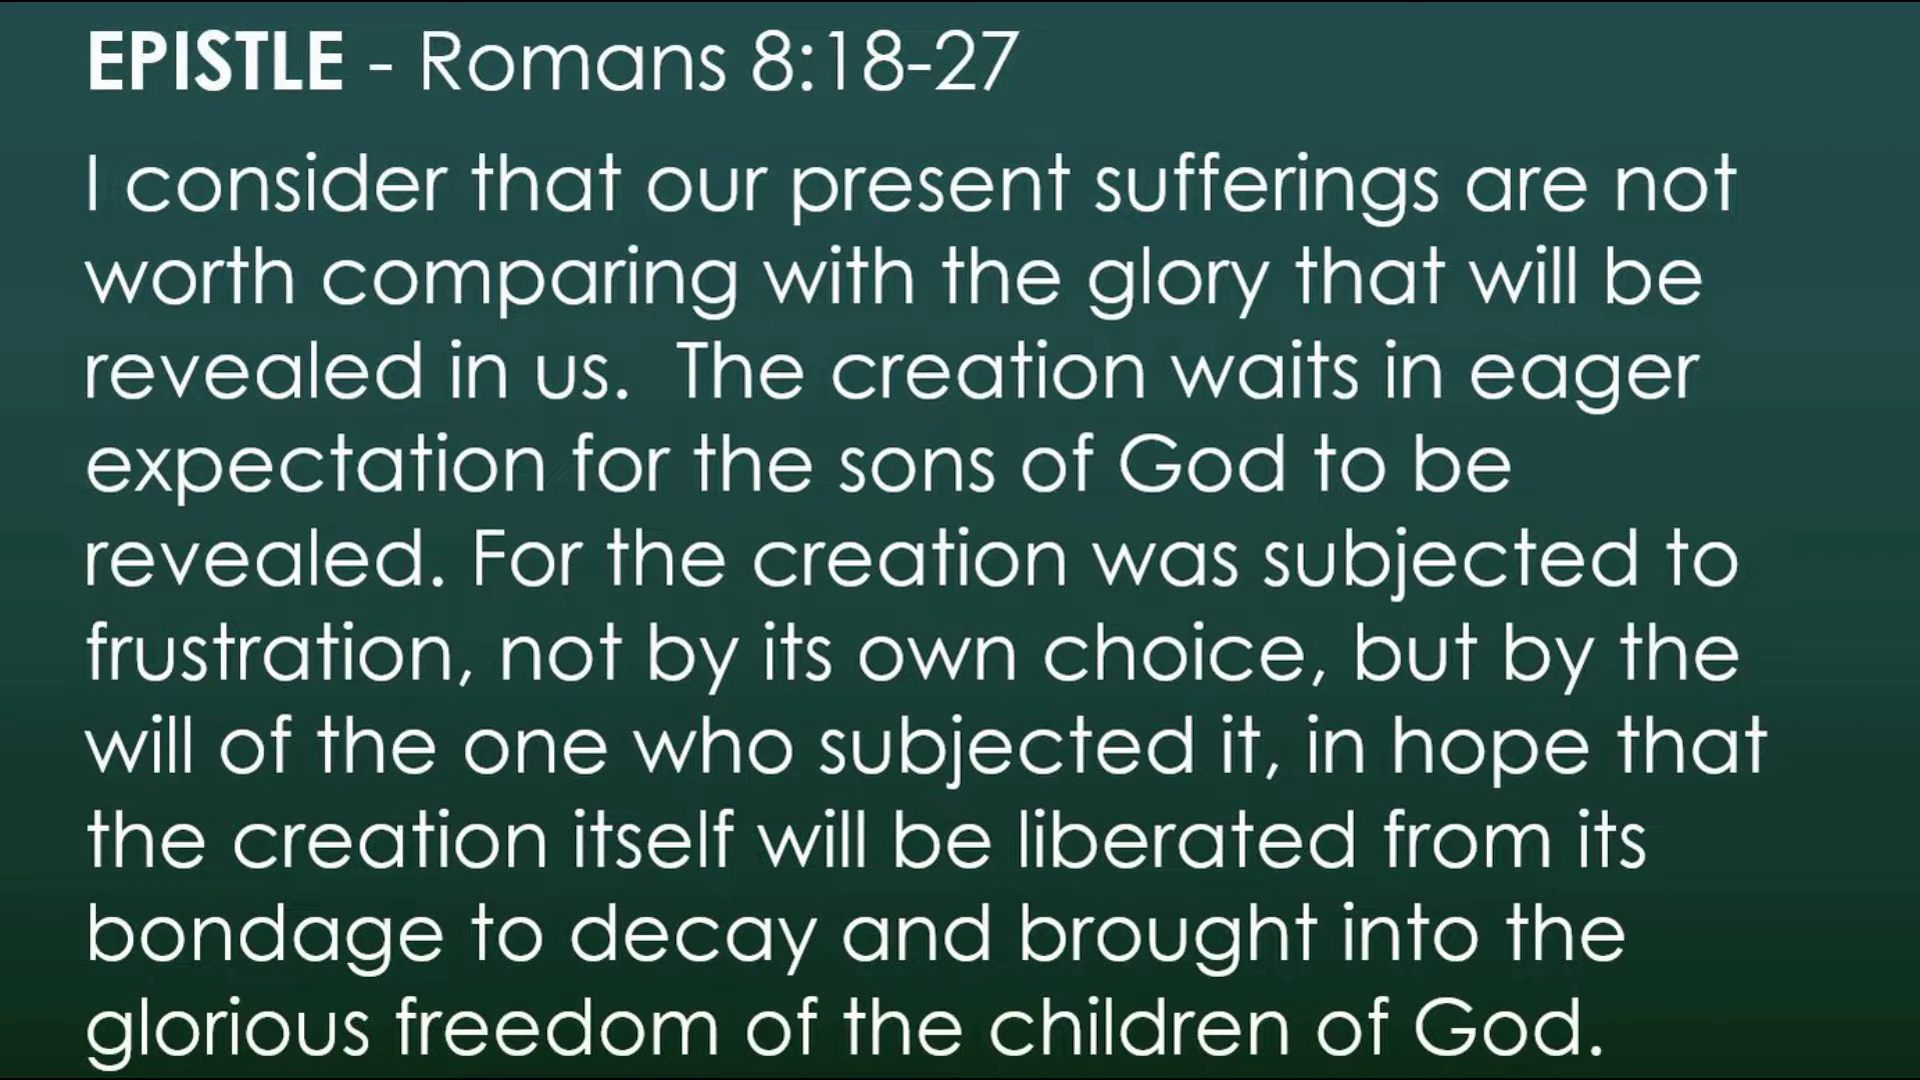 EPISTLE - Romans 8:18-27
I consider that our present sufferings are not
worth comparing with the glory that will be
revealed in us.  The creation waits in eager
expectation for the sons of God to be
revealed. For the creation was subjected to
frustration, not by its own choice, but by the
will of the one who subjected it, in hope that
the creation itself will be liberated from its
bondage to decay and brought into the
glorious freedom of the children of God.